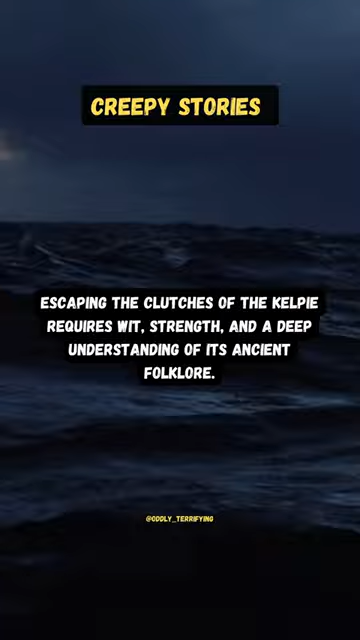 CREEPY STORIES
ESCAPING THE CLUTCHES OF THE KELPIE
REQUIRES WIT, STRENGTH, AND A DEEP
UNDERSTANDING OF ITS ANCIENT
FOLKLORE.
@ODDLY_TERRIFYING